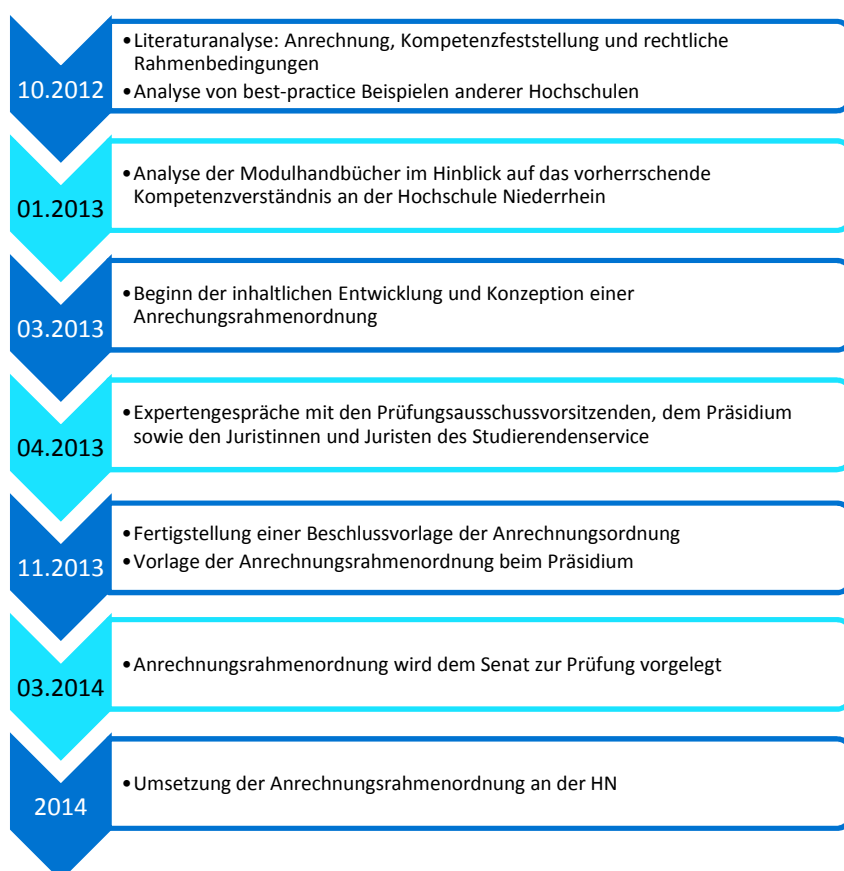 10.2012
•Literaturanalyse: Anrechnung, Kompetenzfeststellung und rechtliche
Rahmenbedingungen
•Analyse von best-practice Beispielen anderer Hochschulen
01.2013
•Analyse der Modulhandbücher im Hinblick auf das vorherrschende
Kompetenzverständnis an der Hochschule Niederrhein
03.2013
•Beginn der inhaltlichen Entwicklung und Konzeption einer
Anrechungsrahmenordnung
04.2013
•Expertengespräche mit den Prüfungsausschussvorsitzenden, dem Präsidium
sowie den Juristinnen und Juristen des Studierendenservice
11.2013
•Fertigstellung einer Beschlussvorlage der Anrechnungsordnung
•Vorlage der Anrechnungsrahmenordnung beim Präsidium
03.2014
•Anrechnungsrahmenordnung wird dem Senat zur Prüfung vorgelegt
2014
•Umsetzung der Anrechnungsrahmenordnung an der HN